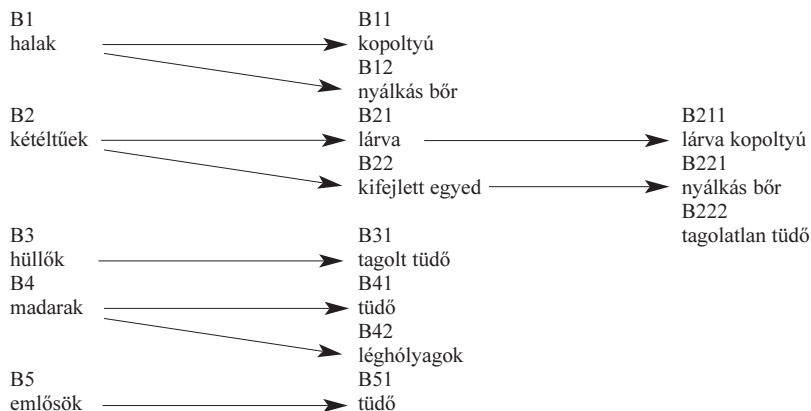 B1
halak
B11
kopoltyú
B12
nyálkás bőr
B2
kétéltűek
B21
lárva
B211
lárva kopoltyú
B22
kifejlett egyed
B221
nyálkás bőr
B222
tagolatlan tüdő
B3
hüllők
B31
tagolt tüdő
B4
madarak
B41
tüdő
B42
léghólyagok
B5
emlősök
B51
tüdő